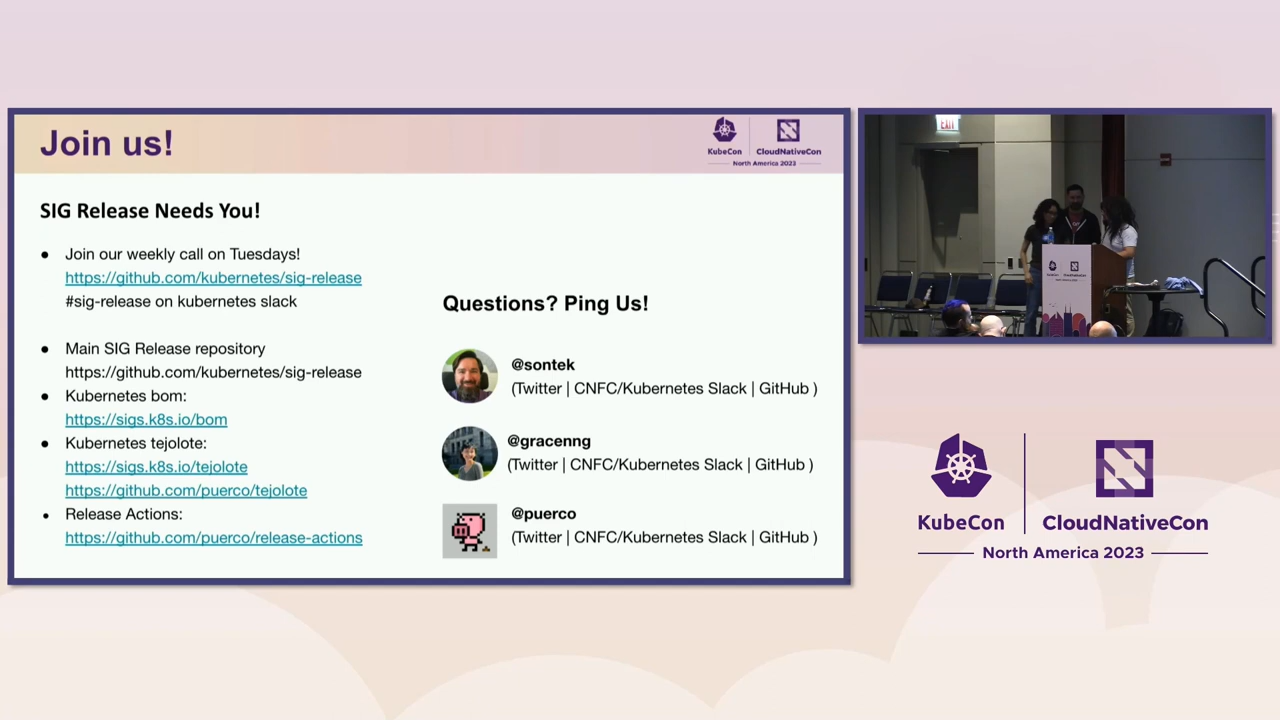 Join us!
KubeCon
CloudNativeCon
North America 2023
SIG Release Needs You!
● Join our weekly call on Tuesdays!
https://github.com/kubernetes/sig-release
#sig-release on kubernetes slack
● Main SIG Release repository
https://github.com/kubernetes/sig-release
● Kubernetes bom:
https://sigs.k8s.io/bom
● Kubernetes tejolote:
https://sigs.k8s.io/tejolote
https://github.com/puerco/tejolote
● Release Actions:
https://github.com/puerco/release-actions
Questions? Ping Us!
@sontek
(Twitter | CNFC/Kubernetes Slack | GitHub )
@gracenng
(Twitter | CNFC/Kubernetes Slack | GitHub )
@puerco
(Twitter | CNFC/Kubernetes Slack | GitHub )
EXIT
KubeCon
CloudNativeCon
North America 2023